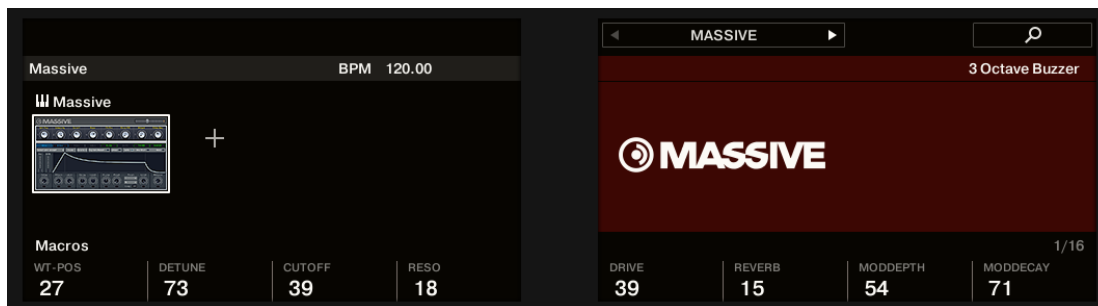 MASSIVE
Massive BPM 120.00
3 Octave Buzzer
Massive
MASSIVE
MASSIVE
Macros
1/16
WT-POS DETUNE CUTOFF RESO
27 73 39 18
DRIVE REVERB MODDEPTH MODDECAY
39 15 54 71